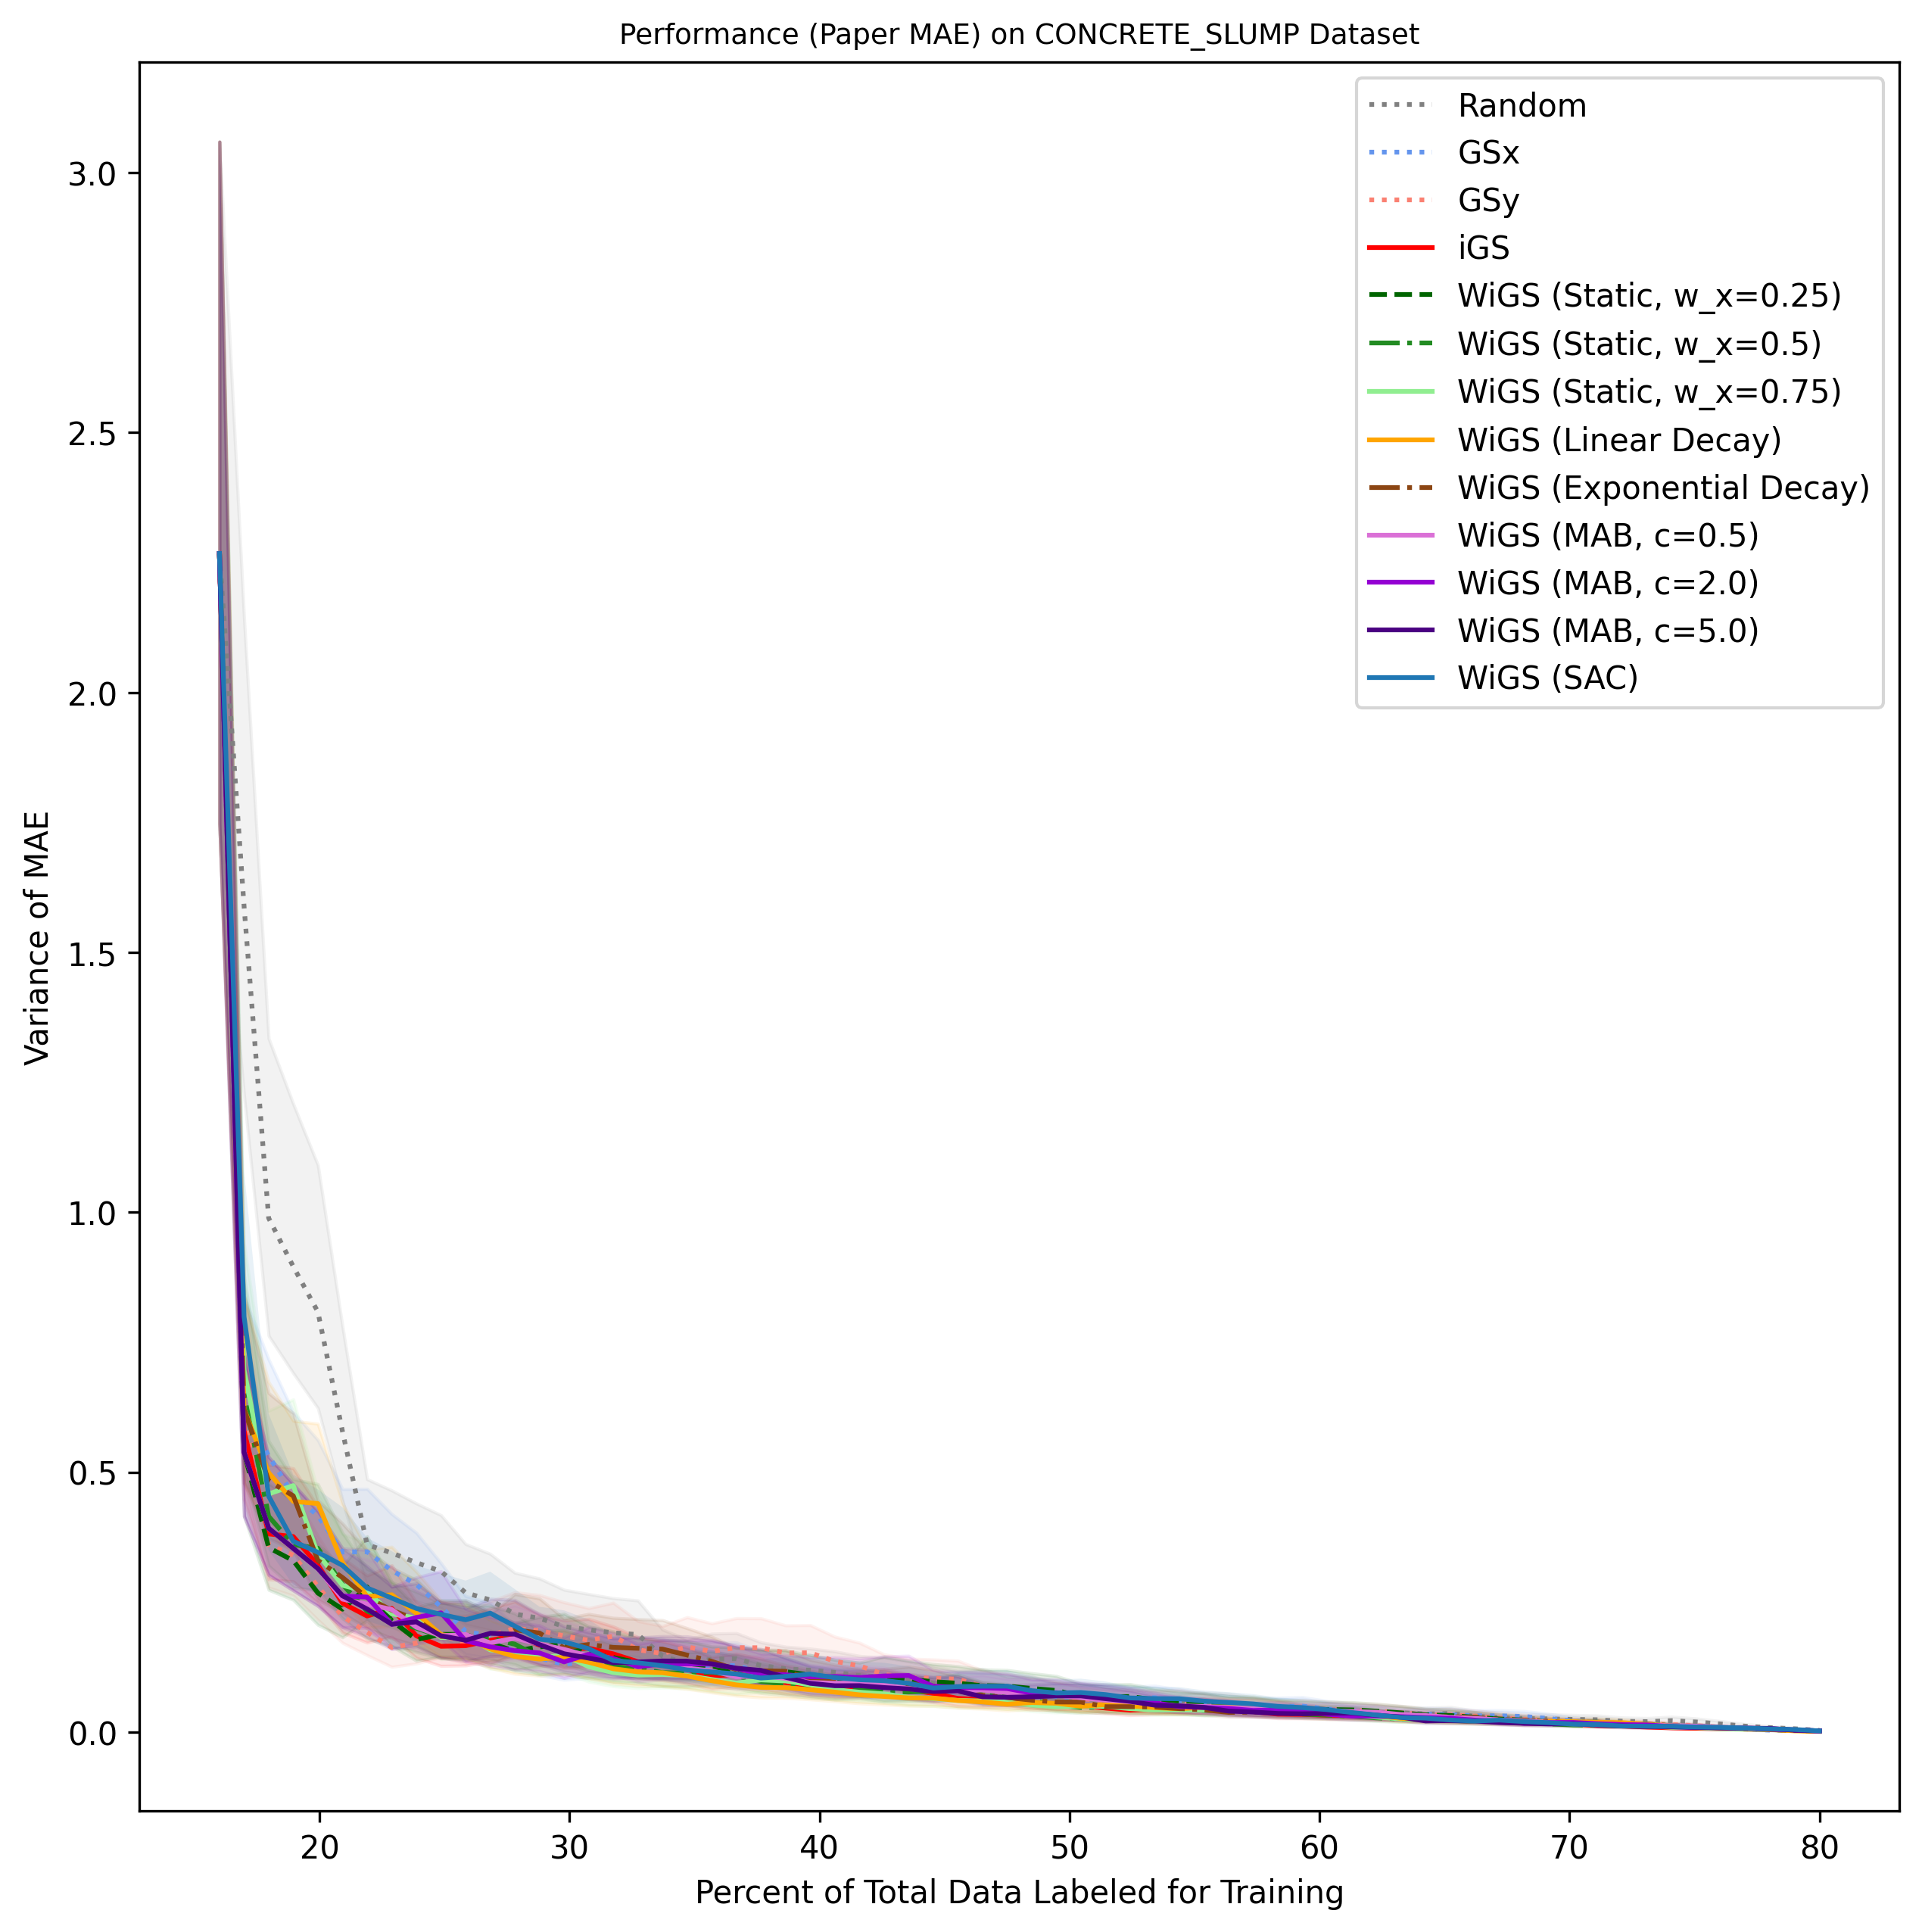 Performance (Paper MAE) on CONCRETE_SLUMP Dataset
Variance of MAE
3.0
2.5
2.0
1.5
1.0
0.5
0.0
Random
GSx
GSy
iGS
WiGS (Static, w_x=0.25)
WiGS (Static, w_x=0.5)
WiGS (Static, w_x=0.75)
WiGS (Linear Decay)
WiGS (Exponential Decay)
WiGS (MAB, c=0.5)
WiGS (MAB, c=2.0)
WiGS (MAB, c=5.0)
WiGS (SAC)
20 30 40 50 60 70 80
Percent of Total Data Labeled for Training